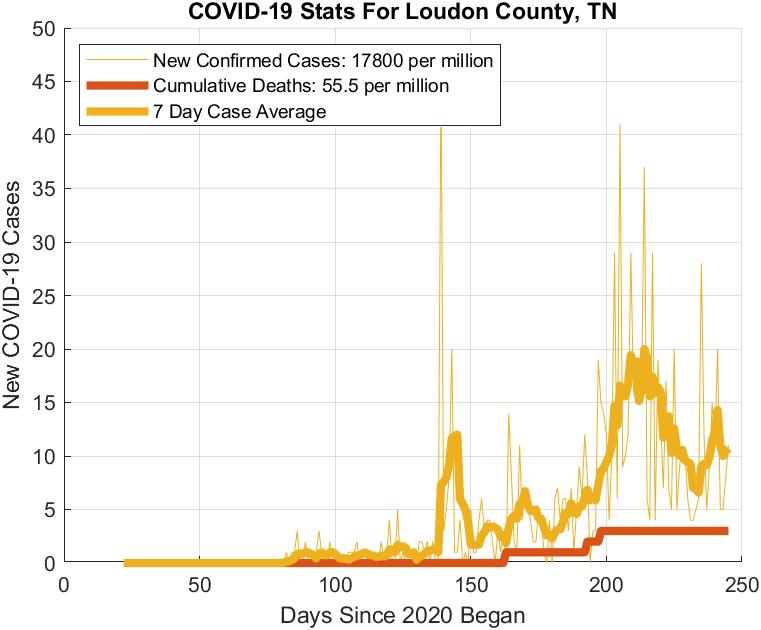 COVID-19 Stats For Loudon County, TN
New Confirmed Cases: 17800 per million
Cumulative Deaths: 55.5 per million
7 Day Case Average
New COVID-19 Cases
50
45
40
35
30
25
20
15
10
5
0
0 50 100 150 200 250
Days Since 2020 Began